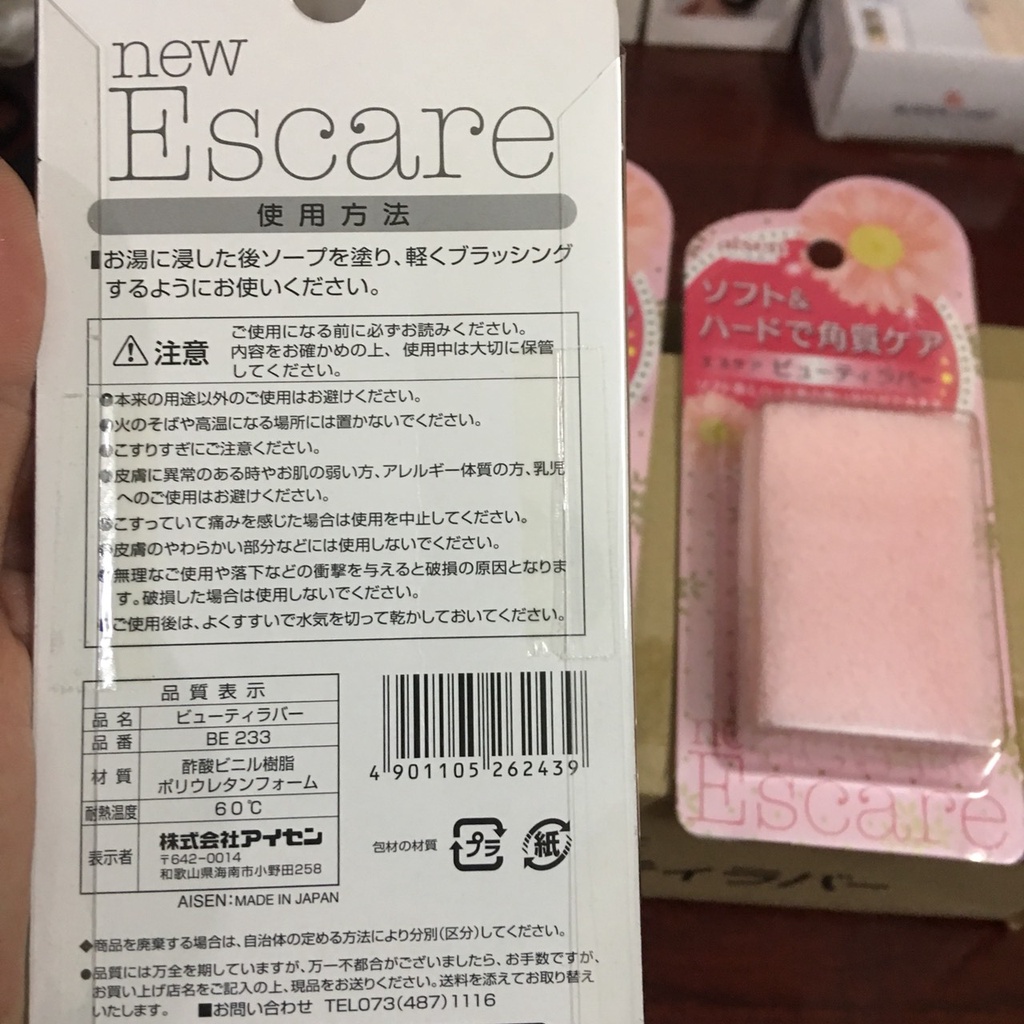 new
Escare
使用方法
■お湯に浸した後ソープを塗り、軽くブラッシング
するようにお使いください。
注意
ご使用になる前に必ずお読みください。
内容をお確かめの上、使用中は大切に保管
してください。
●本来の用途以外のご使用はお避けください。
●火のそばや高温になる場所には置かないでください。
●こすりすぎにご注意ください。
●皮膚に異常のある時やお肌の弱い方、アレルギー体質の方、乳児
へのご使用はお避けください。
●こすっていて痛みを感じた場合は使用を中止してください。
●皮膚のやわらかい部分などには使用しないでください。
●無理なご使用や落下などの衝撃を与えると破損の原因となりま
す。破損した場合は使用しないでください。
●ご使用後は、よくすすいで水気を切って乾かしておいてください。
品質表示
品名 ビューティラバー
品番 BE 233
材質 酢酸ビニル樹脂
ポリウレタンフォーム
耐熱温度 60℃
表示者 株式会社アイセン
〒642-0014
和歌山県海南市小野田258
AISEN:MADE IN JAPAN
4 901105 262439
包材の材質 プラ 紙
◆商品を廃棄する場合は、自治体の定める方法により分別(区分)してください。
●品質には万全を期していますが、万一不都合がございましたら、お手数ですが、
お買い上げ店名をご記入の上、現品をお送りください。送料を添えてお取り替え
いたします。 ■お問い合わせ TEL073(487)1116
aisen
ソフト&
ハードで角質ケア
ビューティラバー
new
Escare
ィラバー